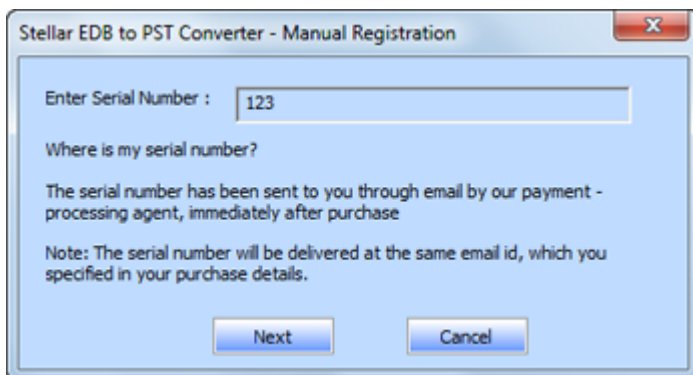 Stellar EDB to PST Converter - Manual Registration
Enter Serial Number : 123
Where is my serial number?
The serial number has been sent to you through email by our payment -
processing agent, immediately after purchase
Note: The serial number will be delivered at the same email id, which you
specified in your purchase details.
Next Cancel